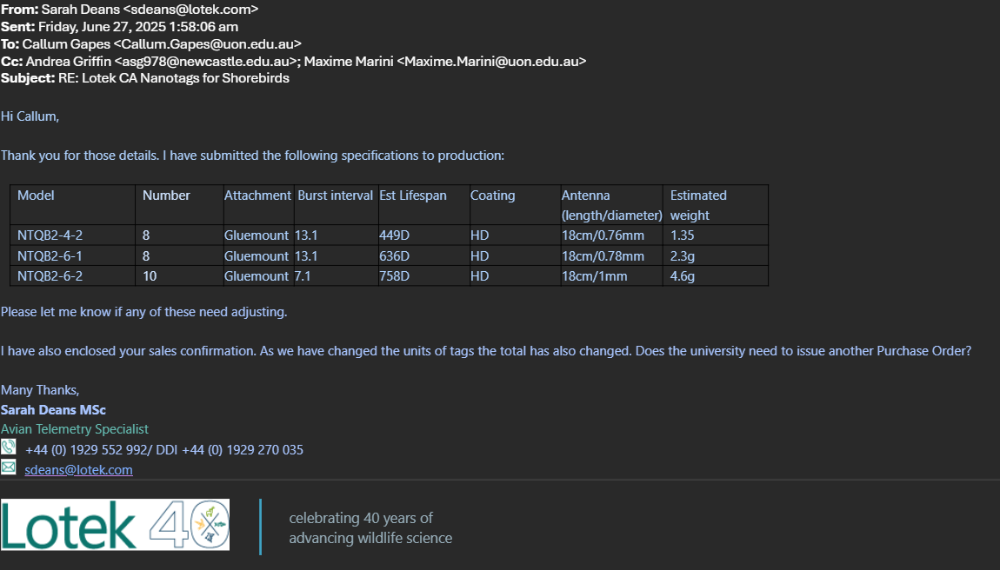 From: Sarah Deans <sdeans@lotek.com>
Sent: Friday, June 27, 2025 1:58:06 am
To: Callum Gapes <Callum.Gapes@uon.edu.au>
Cc: Andrea Griffin <asg978@newcastle.edu.au>; Maxime Marini <Maxime.Marini@uon.edu.au>
Subject: RE: Lotek CA Nanotags for Shorebirds
Hi Callum,
Thank you for those details. I have submitted the following specifications to production:
Model Number Attachment Burst interval Est Lifespan Coating Antenna (length/diameter) Estimated weight
NTQB2-4-2 8 Gluemount 13.1 449D HD 18cm/0.76mm 1.35
NTQB2-6-1 8 Gluemount 13.1 636D HD 18cm/0.78mm 2.3g
NTQB2-6-2 10 Gluemount 7.1 758D HD 18cm/1mm 4.6g
Please let me know if any of these need adjusting.
I have also enclosed your sales confirmation. As we have changed the units of tags the total has also changed. Does the university need to issue another Purchase Order?
Many Thanks,
Sarah Deans MSc
Avian Telemetry Specialist
+44 (0) 1929 552 992/ DDI +44 (0) 1929 270 035
sdeans@lotek.com
Lotek 40
celebrating 40 years of
advancing wildlife science